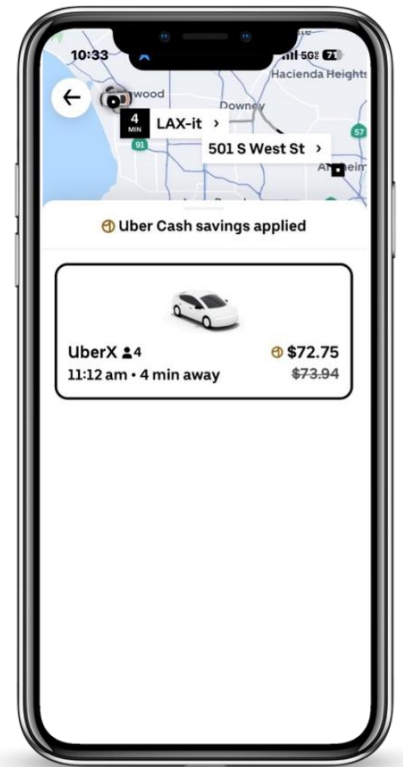 10:33
5G 71
Hacienda Heights
Downey
4 MIN LAX-it ›
91
57
501 S West St ›
Uber Cash savings applied
UberX 4
$72.75
11:12 am • 4 min away
$73.94